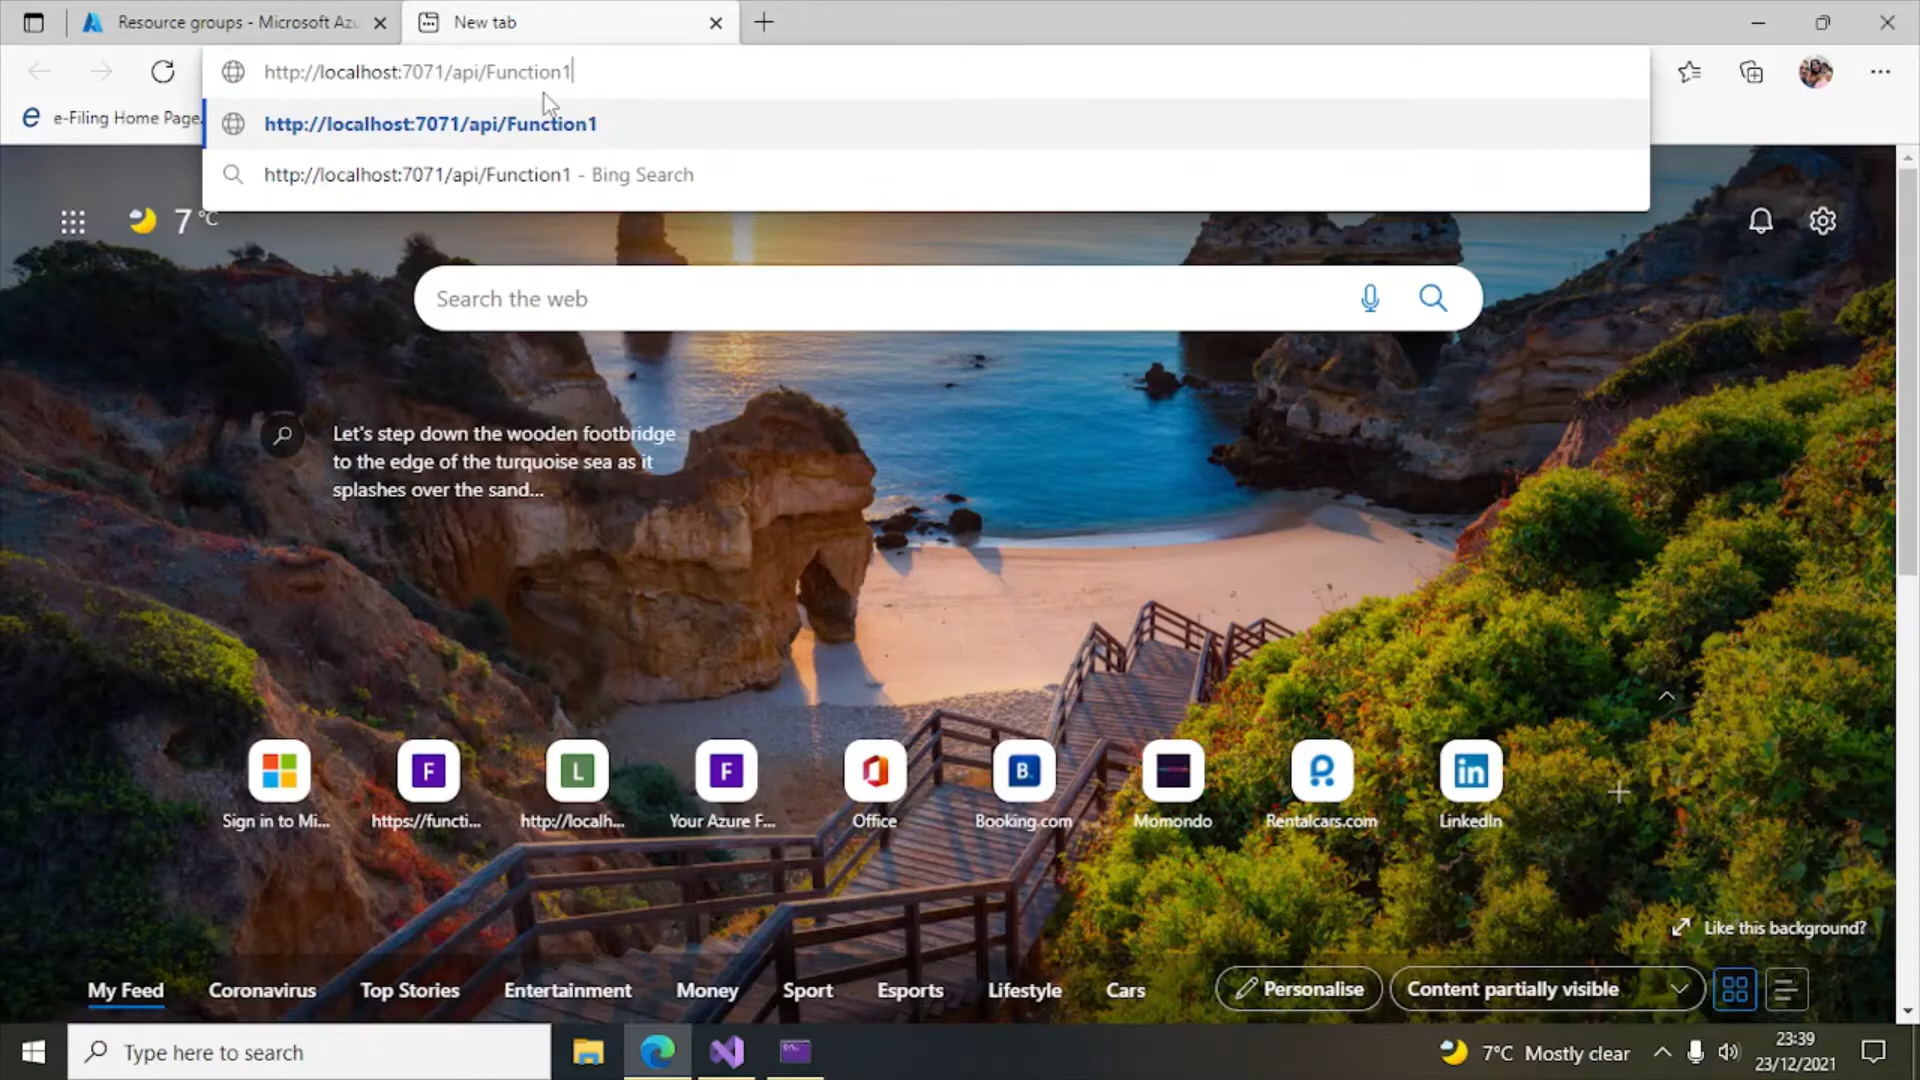 Resource groups - Microsoft Azu
New tab
http://localhost:7071/api/Function1
e-Filing Home Page.
http://localhost:7071/api/Function1
http://localhost:7071/api/Function1 - Bing Search
7 °C
Search the web
Let's step down the wooden footbridge
to the edge of the turquoise sea as it
splashes over the sand...
F
L
F
B.
in
Sign in to Mi...
https://functi...
http://localh...
Your Azure F...
Office
Booking.com
Momondo
Rentalcars.com
LinkedIn
Like this background?
My Feed
Coronavirus
Top Stories
Entertainment
Money
Sport
Esports
Lifestyle
Cars
Personalise
Content partially visible
Type here to search
7°C Mostly clear
23:39
23/12/2021